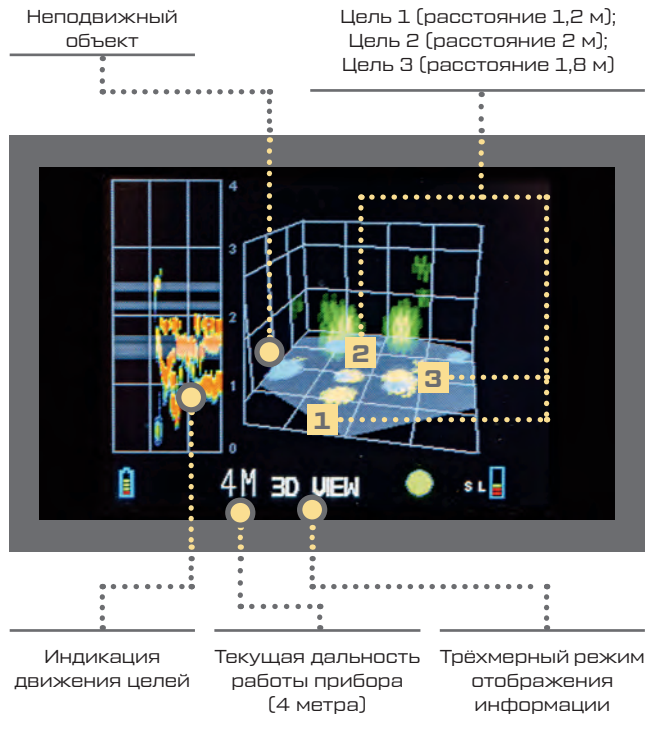 Неподвижный
объект
Цель 1 (расстояние 1,2 м);
Цель 2 (расстояние 2 м);
Цель 3 (расстояние 1,8 м)
4
3
2
1
0
2
3
1
4M 3D VIEW
S L
Индикация
движения целей
Текущая дальность
работы прибора
(4 метра)
Трёхмерный режим
отображения
информации